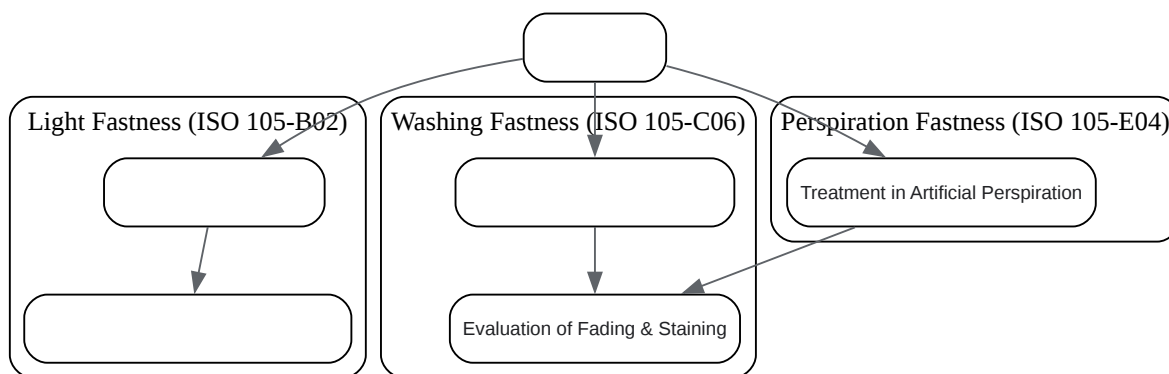 Light Fastness (ISO 105-B02)
Washing Fastness (ISO 105-C06)
Perspiration Fastness (ISO 105-E04)
Treatment in Artificial Perspiration
Evaluation of Fading & Staining